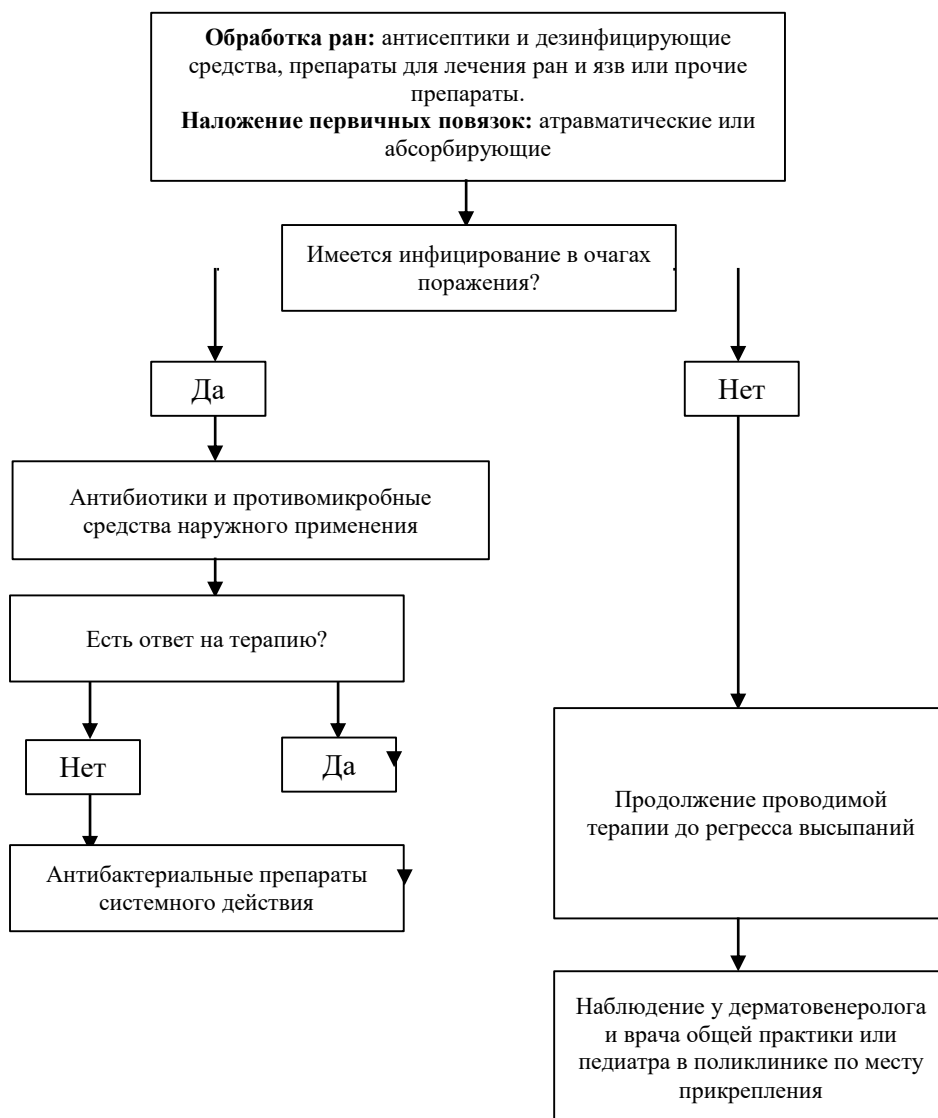 Обработка ран: антисептики и дезинфицирующие
средства, препараты для лечения ран и язв или прочие
препараты.
Наложение первичных повязок: атравматические или
абсорбирующие
Имеется инфицирование в очагах
поражения?
Да
Нет
Антибиотики и противомикробные
средства наружного применения
Есть ответ на терапию?
Нет
Да
Продолжение проводимой
терапии до регресса высыпаний
Антибактериальные препараты
системного действия
Наблюдение у дерматовенеролога
и врача общей практики или
педиатра в поликлинике по месту
прикрепления